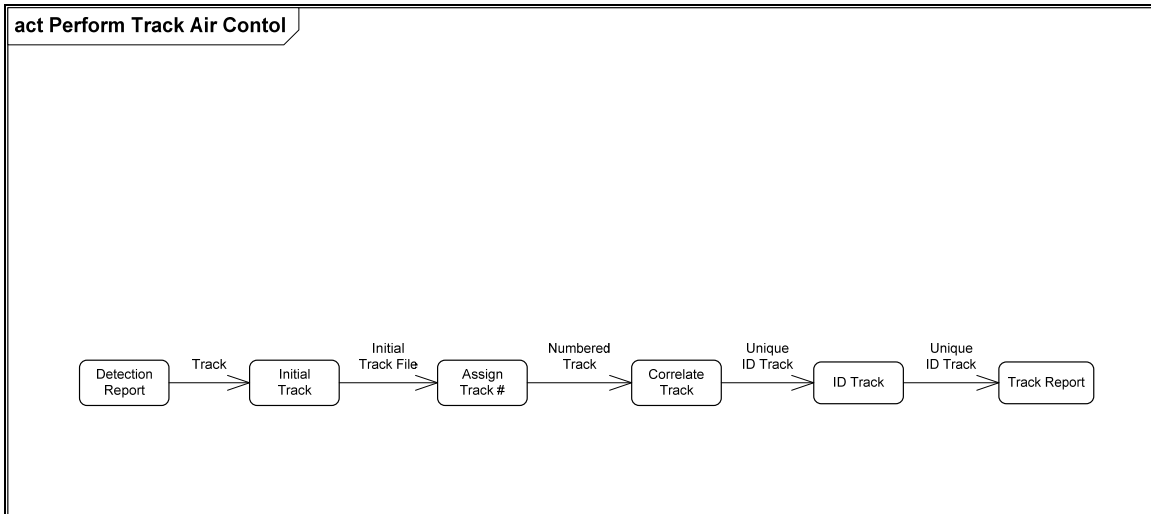 act Perform Track Air Contol
Detection
Report
Track
Initial
Track
Initial
Track File
Assign
Track #
Numbered
Track
Correlate
Track
Unique
ID Track
ID Track
Unique
ID Track
Track Report